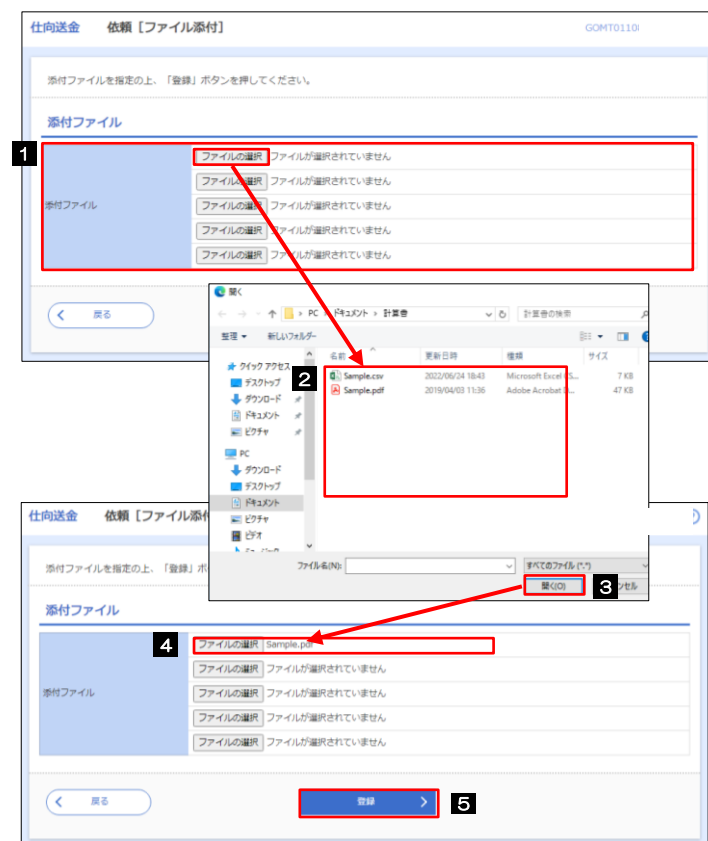 仕向送金 依頼［ファイル添付］ GOMT0110
添付ファイルを指定の上、「登録」ボタンを押してください。
添付ファイル
1
ファイルの選択 ファイルが選択されていません
ファイルの選択 ファイルが選択されていません
添付ファイル ファイルの選択 ファイルが選択されていません
ファイルの選択 ファイルが選択されていません
ファイルの選択 ファイルが選択されていません
戻る
開く
PC › ドキュメント › 計算書 計算書の検索
整理 新しいフォルダー
名前 更新日時 種類 サイズ
クイック アクセス
2
デスクトップ
ダウンロード
ドキュメント
ピクチャ
PC
ダウンロード
デスクトップ
ドキュメント
ピクチャ
ビデオ
Sample.csv 2022/06/24 18:43 Microsoft Excel 7 KB
Sample.pdf 2019/04/03 11:36 Adobe Acrobat D... 47 KB
ファイル名(N): すべてのファイル (*.*)
開く(O) 3
仕向送金 依頼［ファイル添
添付ファイルを指定の上、「登録」ボ
添付ファイル
4 ファイルの選択 Sample.pdf
ファイルの選択 ファイルが選択されていません
添付ファイル ファイルの選択 ファイルが選択されていません
ファイルの選択 ファイルが選択されていません
ファイルの選択 ファイルが選択されていません
戻る 登録 5